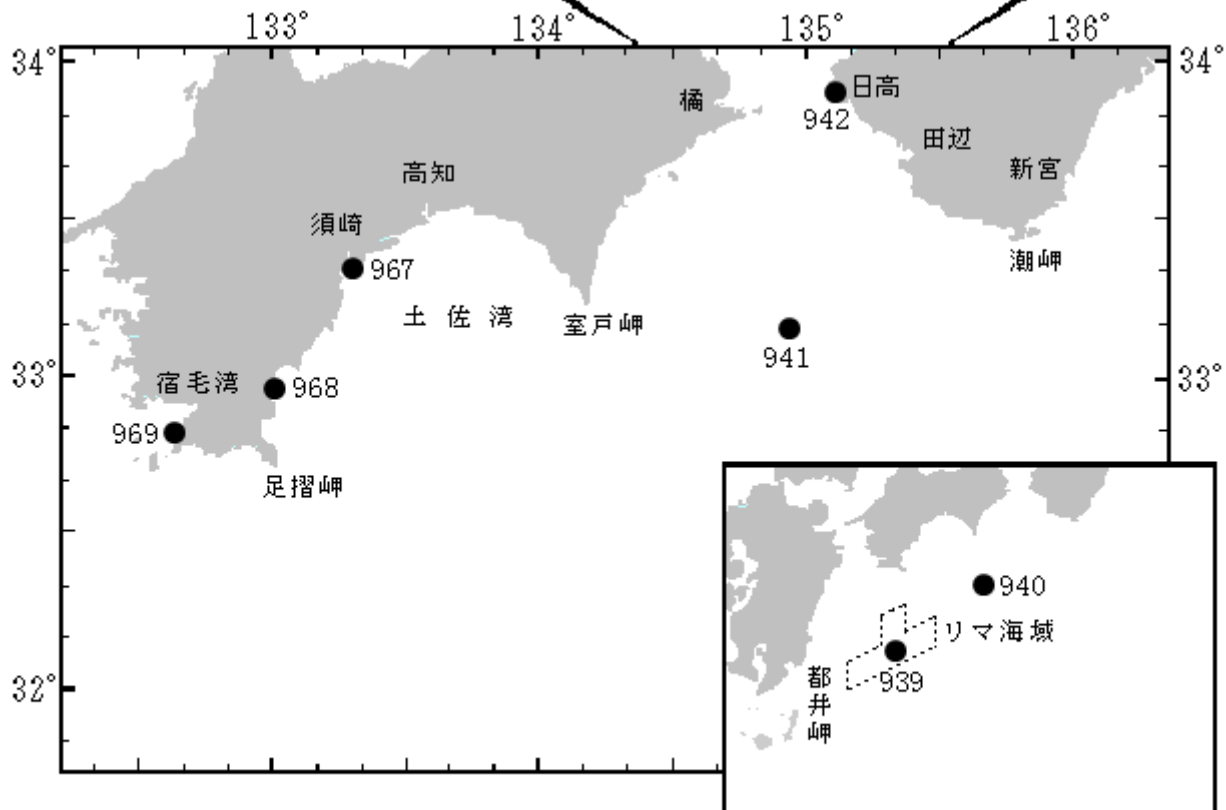 133°
134°
135°
136°
34°
34°
橘
日高
942
田辺
高知
新宮
須崎
潮岬
967
土佐湾
室戸岬
941
33°
33°
宿毛湾
968
969
足摺岬
940
リマ海域
939
都井岬
32°